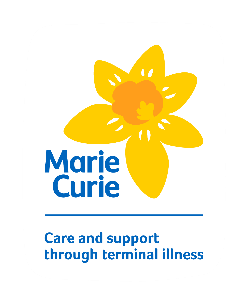 Marie
Curie
Care and support
through terminal illness